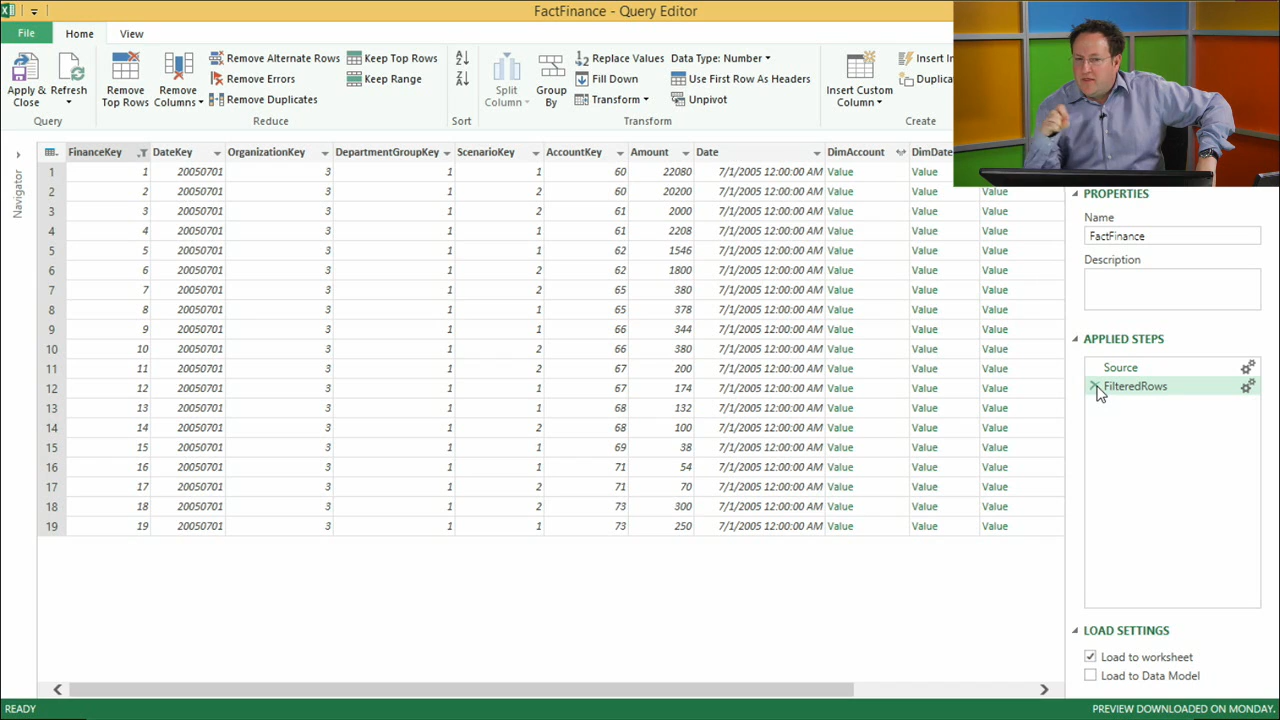 FactFinance - Query Editor
File Home View
Apply & Close Refresh
Query
Remove Top Rows Remove Columns
Remove Alternate Rows
Remove Errors
Remove Duplicates
Keep Top Rows
Keep Range
Reduce
Sort
Split Column Group By
Replace Values
Fill Down
Transform
Data Type: Number
Use First Row As Headers
Unpivot
Transform
Insert Custom Column
Insert In
Duplica
Create
Navigator
FinanceKey DateKey OrganizationKey DepartmentGroupKey ScenarioKey AccountKey Amount Date DimAccount DimDate
1 1 20050701 3 1 1 60 22080 7/1/2005 12:00:00 AM Value Value
2 2 20050701 3 1 2 60 20200 7/1/2005 12:00:00 AM Value Value Value
3 3 20050701 3 1 2 61 2000 7/1/2005 12:00:00 AM Value Value Value
4 4 20050701 3 1 1 61 2208 7/1/2005 12:00:00 AM Value Value Value
5 5 20050701 3 1 1 62 1546 7/1/2005 12:00:00 AM Value Value Value
6 6 20050701 3 1 2 62 1800 7/1/2005 12:00:00 AM Value Value Value
7 7 20050701 3 1 2 65 380 7/1/2005 12:00:00 AM Value Value Value
8 8 20050701 3 1 1 65 378 7/1/2005 12:00:00 AM Value Value Value
9 9 20050701 3 1 1 66 344 7/1/2005 12:00:00 AM Value Value Value
10 10 20050701 3 1 2 66 380 7/1/2005 12:00:00 AM Value Value Value
11 11 20050701 3 1 2 67 200 7/1/2005 12:00:00 AM Value Value Value
12 12 20050701 3 1 1 67 174 7/1/2005 12:00:00 AM Value Value Value
13 13 20050701 3 1 1 68 132 7/1/2005 12:00:00 AM Value Value Value
14 14 20050701 3 1 2 68 100 7/1/2005 12:00:00 AM Value Value Value
15 15 20050701 3 1 1 69 38 7/1/2005 12:00:00 AM Value Value Value
16 16 20050701 3 1 1 71 54 7/1/2005 12:00:00 AM Value Value Value
17 17 20050701 3 1 2 71 70 7/1/2005 12:00:00 AM Value Value Value
18 18 20050701 3 1 2 73 300 7/1/2005 12:00:00 AM Value Value Value
19 19 20050701 3 1 1 73 250 7/1/2005 12:00:00 AM Value Value Value
PROPERTIES
Name
FactFinance
Description
APPLIED STEPS
Source
FilteredRows
LOAD SETTINGS
Load to worksheet
Load to Data Model
READY
PREVIEW DOWNLOADED ON MONDAY.